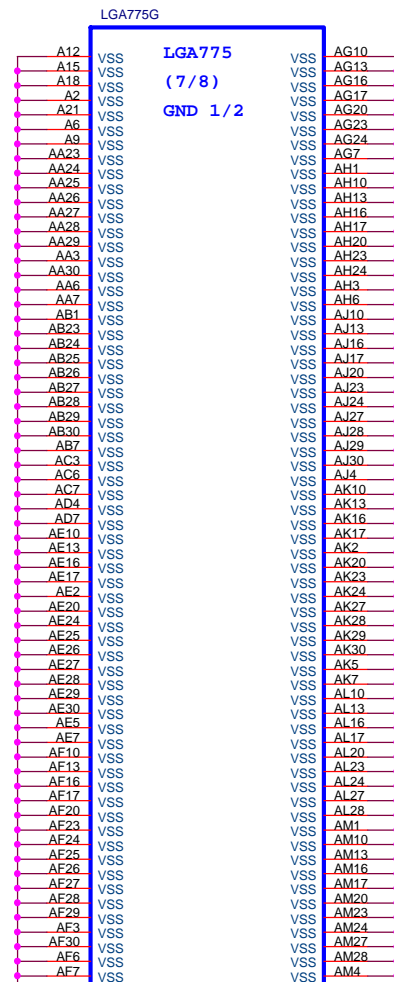 LGA775G
LGA775
(7/8)
GND 1/2
A12 VSS VSS AG10
A15 VSS VSS AG13
A18 VSS VSS AG16
A2 VSS VSS AG17
A21 VSS VSS AG20
A6 VSS VSS AG23
A9 VSS VSS AG24
AA23 VSS VSS AG7
AA24 VSS VSS AH1
AA25 VSS VSS AH10
AA26 VSS VSS AH13
AA27 VSS VSS AH16
AA28 VSS VSS AH17
AA29 VSS VSS AH20
AA3 VSS VSS AH23
AA30 VSS VSS AH24
AA6 VSS VSS AH3
AA7 VSS VSS AH6
AB1 VSS VSS AJ10
AB23 VSS VSS AJ13
AB24 VSS VSS AJ16
AB25 VSS VSS AJ17
AB26 VSS VSS AJ20
AB27 VSS VSS AJ23
AB28 VSS VSS AJ24
AB29 VSS VSS AJ27
AB30 VSS VSS AJ28
AB7 VSS VSS AJ29
AC3 VSS VSS AJ30
AC6 VSS VSS AJ4
AC7 VSS VSS AK10
AD4 VSS VSS AK13
AD7 VSS VSS AK16
AE10 VSS VSS AK17
AE13 VSS VSS AK2
AE16 VSS VSS AK20
AE17 VSS VSS AK23
AE2 VSS VSS AK24
AE20 VSS VSS AK27
AE24 VSS VSS AK28
AE25 VSS VSS AK29
AE26 VSS VSS AK30
AE27 VSS VSS AK5
AE28 VSS VSS AK7
AE29 VSS VSS AL10
AE30 VSS VSS AL13
AE5 VSS VSS AL16
AE7 VSS VSS AL17
AF10 VSS VSS AL20
AF13 VSS VSS AL23
AF16 VSS VSS AL24
AF17 VSS VSS AL27
AF20 VSS VSS AL28
AF23 VSS VSS AM1
AF24 VSS VSS AM10
AF25 VSS VSS AM13
AF26 VSS VSS AM16
AF27 VSS VSS AM17
AF28 VSS VSS AM20
AF29 VSS VSS AM23
AF3 VSS VSS AM24
AF30 VSS VSS AM27
AF6 VSS VSS AM28
AF7 VSS VSS AM4